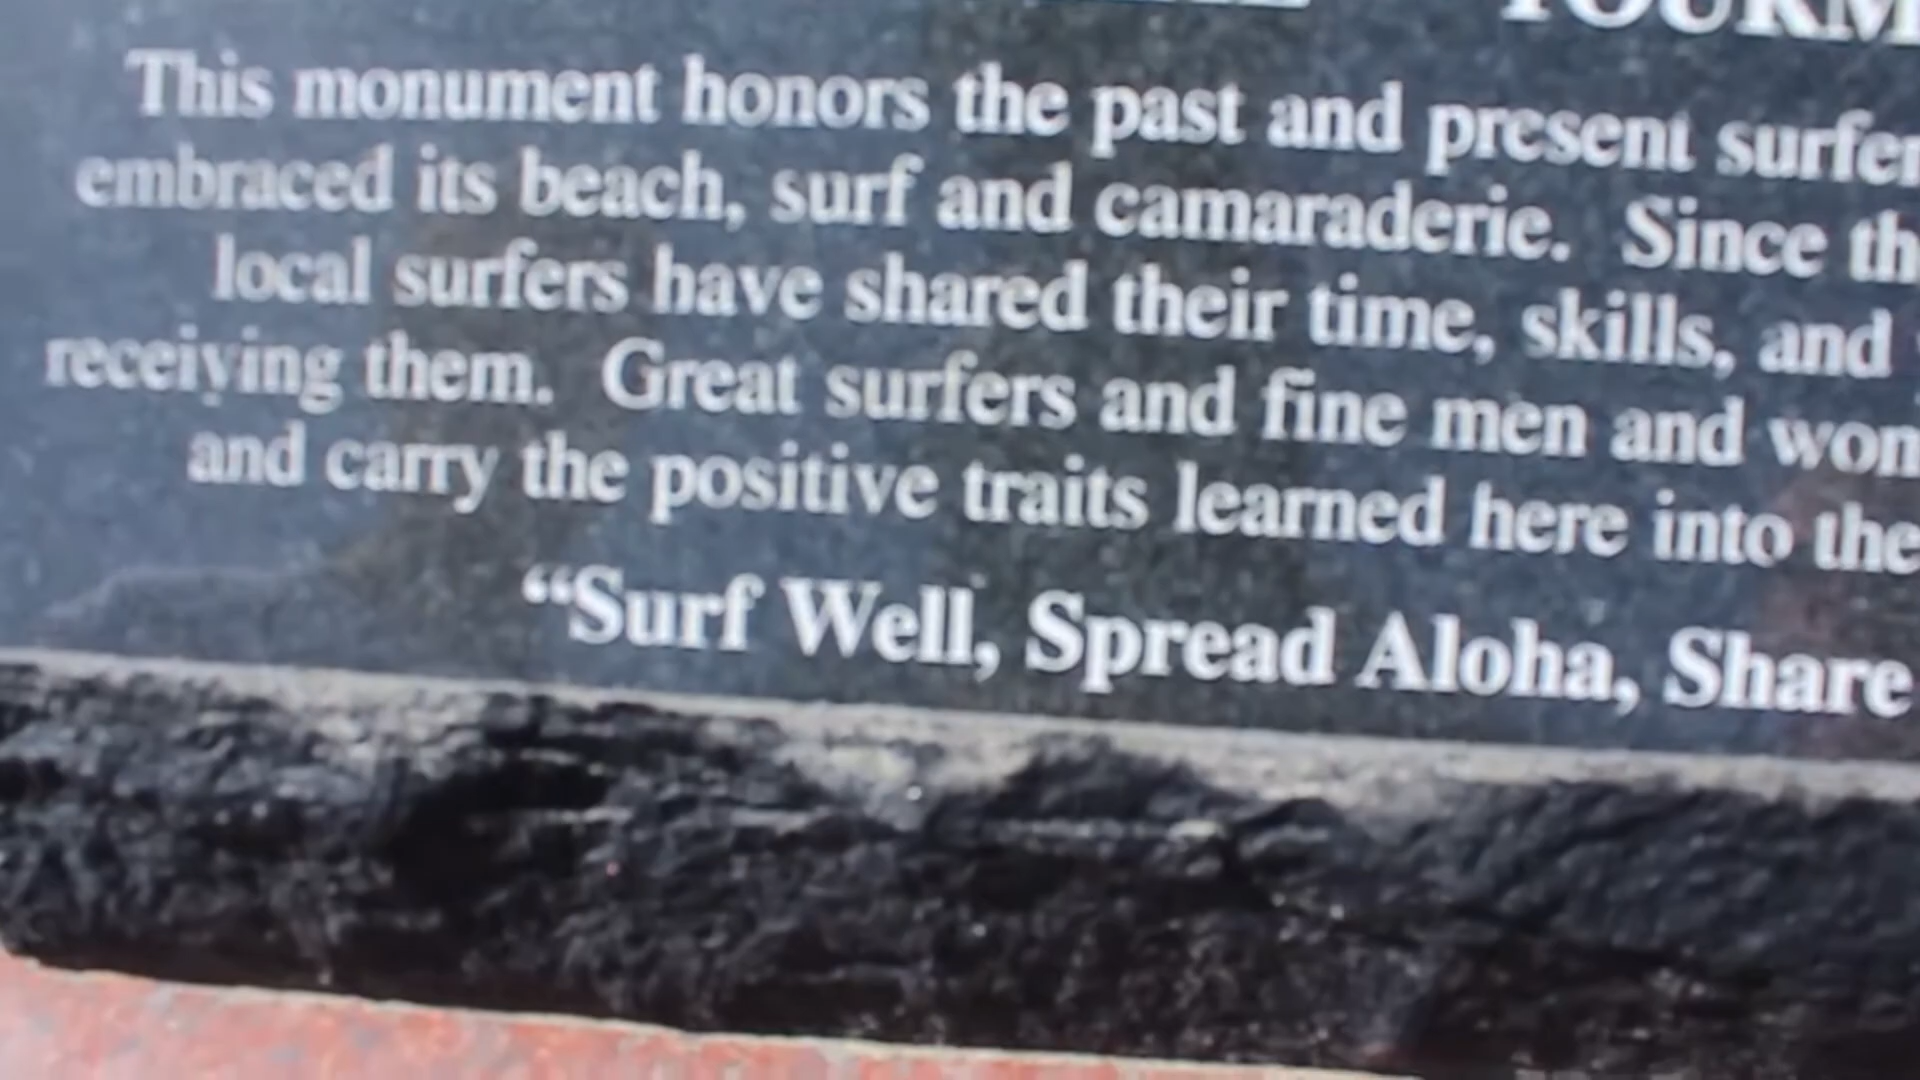 This monument honors the past and present surfer
embraced its beach, surf and camaraderie. Since th
local surfers have shared their time, skills, and
receiving them. Great surfers and fine men and wom
and carry the positive traits learned here into the
“Surf Well, Spread Aloha, Share